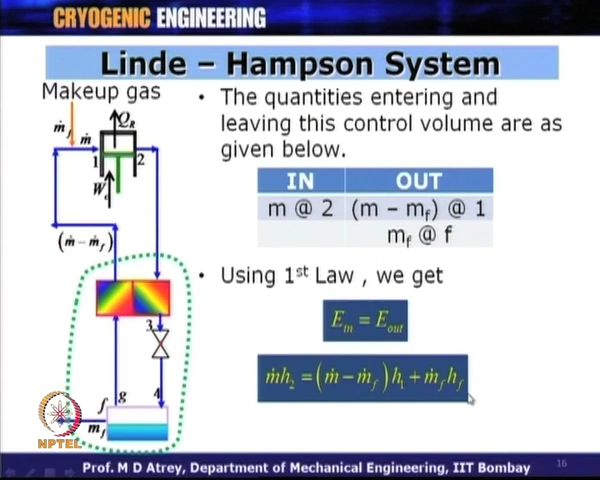 CRYOGENIC ENGINEERING
Linde – Hampson System
Makeup gas
ṁf
ṁ
QR
1
2
Wc
(ṁ − ṁf)
3
g
4
f
mf
NPTEL
• The quantities entering and
leaving this control volume are as
given below.
IN OUT
m @ 2 (m – mf) @ 1
mf @ f
• Using 1st Law , we get
Ein = Eout
ṁh2 = (ṁ − ṁf)h1 + ṁfhf
Prof. M D Atrey, Department of Mechanical Engineering, IIT Bombay
16